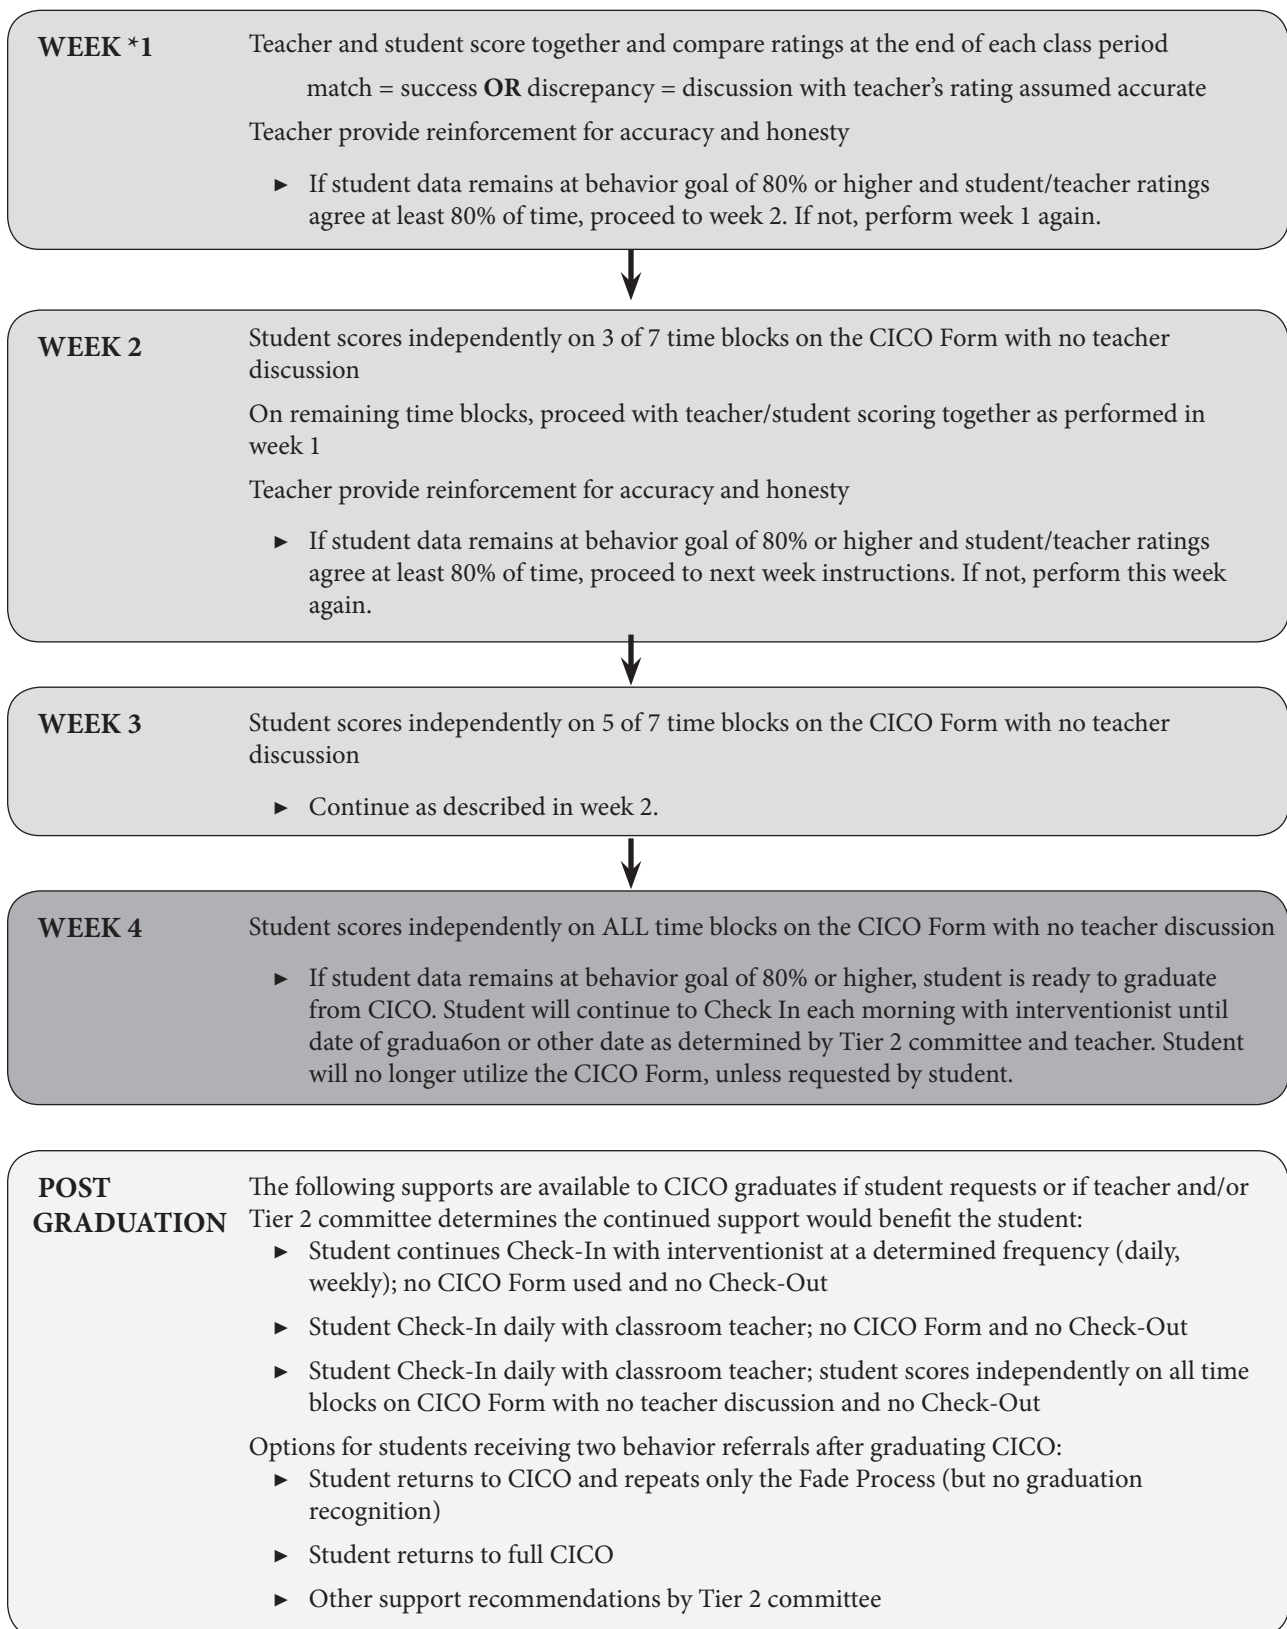 WEEK *1
Teacher and student score together and compare ratings at the end of each class period
match = success OR discrepancy = discussion with teacher’s rating assumed accurate
Teacher provide reinforcement for accuracy and honesty
► If student data remains at behavior goal of 80% or higher and student/teacher ratings
agree at least 80% of time, proceed to week 2. If not, perform week 1 again.
WEEK 2
Student scores independently on 3 of 7 time blocks on the CICO Form with no teacher
discussion
On remaining time blocks, proceed with teacher/student scoring together as performed in
week 1
Teacher provide reinforcement for accuracy and honesty
► If student data remains at behavior goal of 80% or higher and student/teacher ratings
agree at least 80% of time, proceed to next week instructions. If not, perform this week
again.
WEEK 3
Student scores independently on 5 of 7 time blocks on the CICO Form with no teacher
discussion
► Continue as described in week 2.
WEEK 4
Student scores independently on ALL time blocks on the CICO Form with no teacher discussion
► If student data remains at behavior goal of 80% or higher, student is ready to graduate
from CICO. Student will continue to Check In each morning with interventionist until
date of gradua6on or other date as determined by Tier 2 committee and teacher. Student
will no longer utilize the CICO Form, unless requested by student.
POST
GRADUATION
The following supports are available to CICO graduates if student requests or if teacher and/or
Tier 2 committee determines the continued support would benefit the student:
► Student continues Check-In with interventionist at a determined frequency (daily,
weekly); no CICO Form used and no Check-Out
► Student Check-In daily with classroom teacher; no CICO Form and no Check-Out
► Student Check-In daily with classroom teacher; student scores independently on all time
blocks on CICO Form with no teacher discussion and no Check-Out
Options for students receiving two behavior referrals after graduating CICO:
► Student returns to CICO and repeats only the Fade Process (but no graduation
recognition)
► Student returns to full CICO
► Other support recommendations by Tier 2 committee